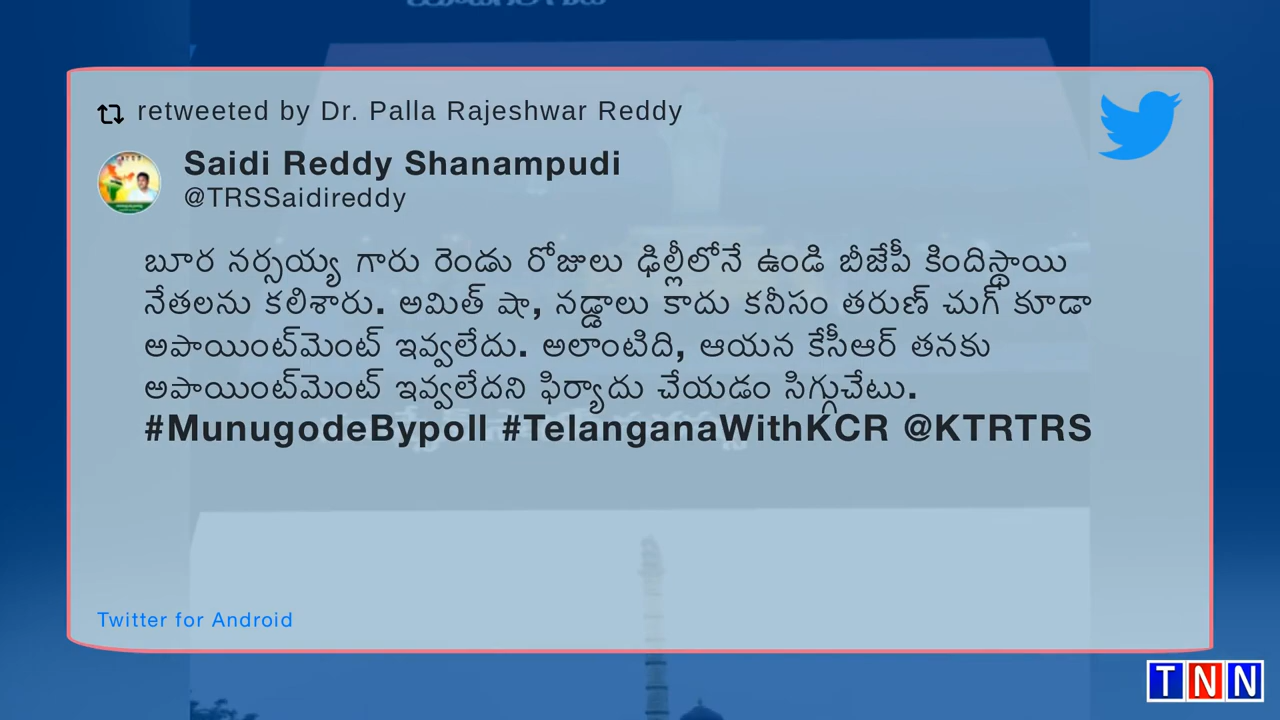 retweeted by Dr. Palla Rajeshwar Reddy
Saidi Reddy Shanampudi
@TRSSaidireddy
బూర నర్సయ్య గారు రెండు రోజులు ఢిల్లీలోనే ఉండి బీజేపీ కిందిస్థాయి
నేతలను కలిశారు. అమిత్ షా, నడ్డాలు కాదు కనీసం తరుణ్ చుగ్ కూడా
అపాయింట్‌మెంట్ ఇవ్వలేదు. అలాంటిది, ఆయన కేసీఆర్ తనకు
అపాయింట్‌మెంట్ ఇవ్వలేదని ఫిర్యాదు చేయడం సిగ్గుచేటు.
#MunugodeBypoll #TelanganaWithKCR @KTRTRS
Twitter for Android
TNN